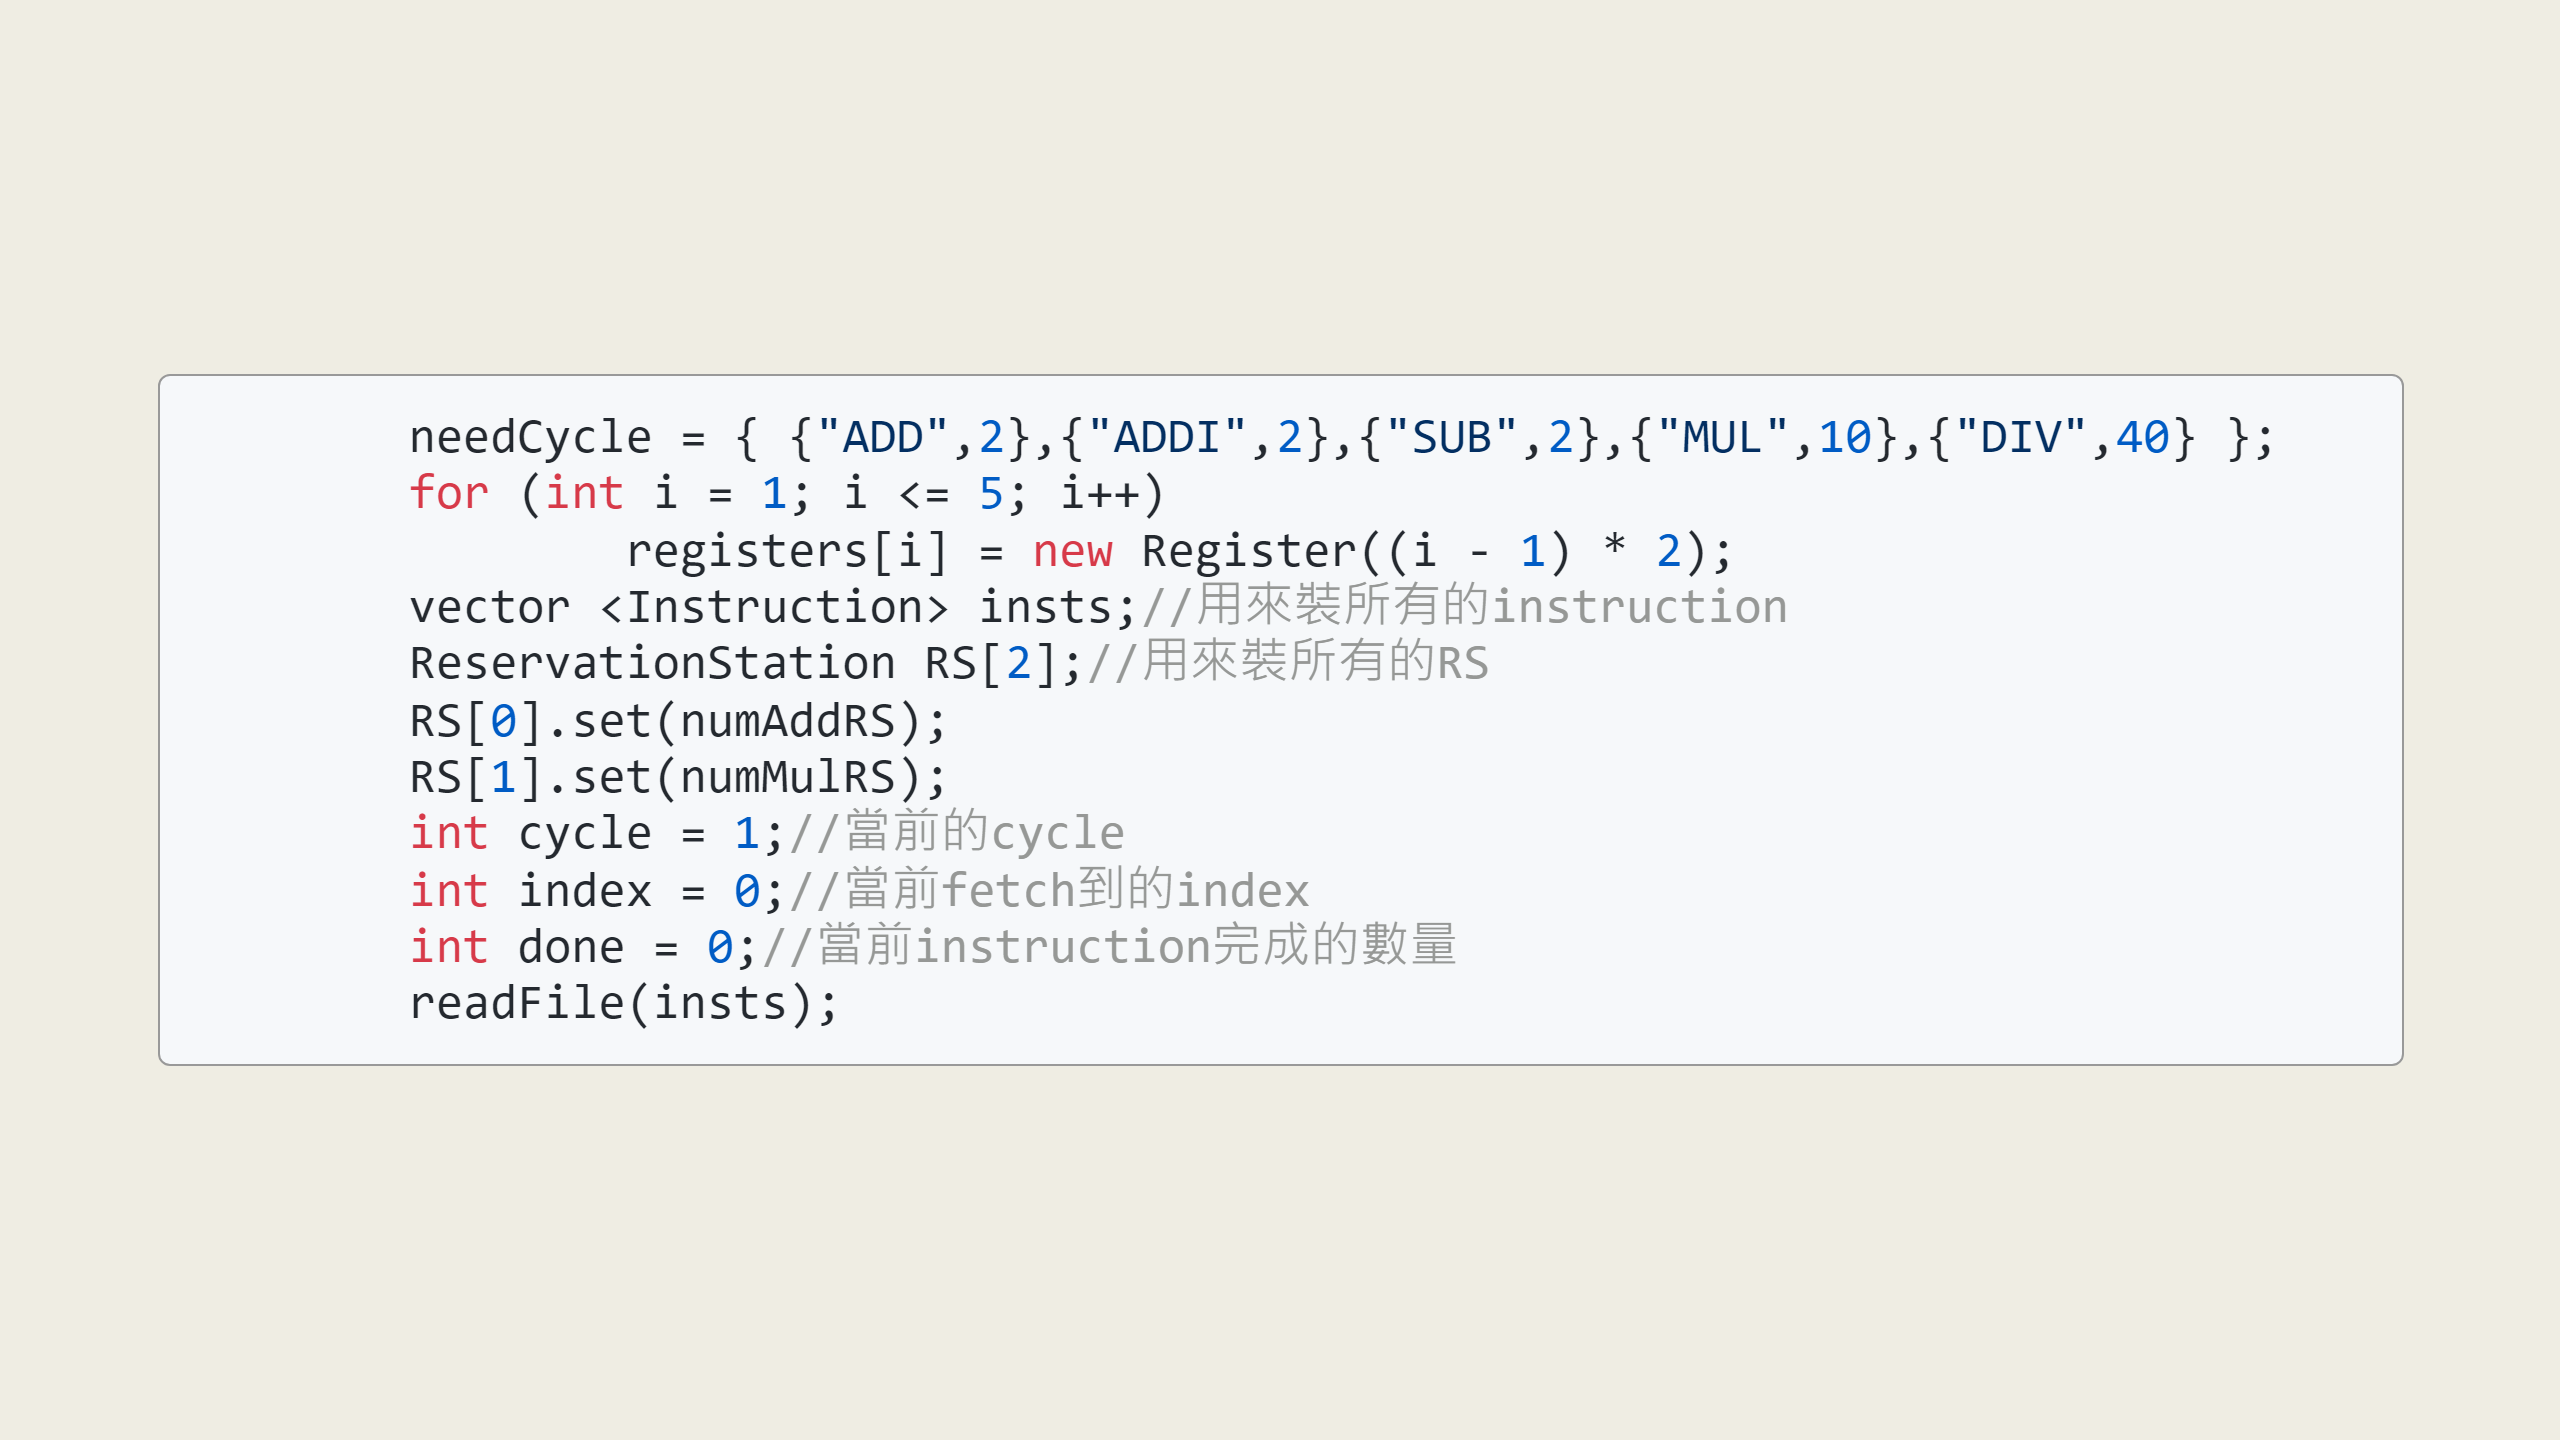 needCycle = { {"ADD",2},{"ADDI",2},{"SUB",2},{"MUL",10},{"DIV",40} };
for (int i = 1; i <= 5; i++)
registers[i] = new Register((i - 1) * 2);
vector <Instruction> insts;//用來裝所有的instruction
ReservationStation RS[2];//用來裝所有的RS
RS[0].set(numAddRS);
RS[1].set(numMulRS);
int cycle = 1;//當前的cycle
int index = 0;//當前fetch到的index
int done = 0;//當前instruction完成的數量
readFile(insts);